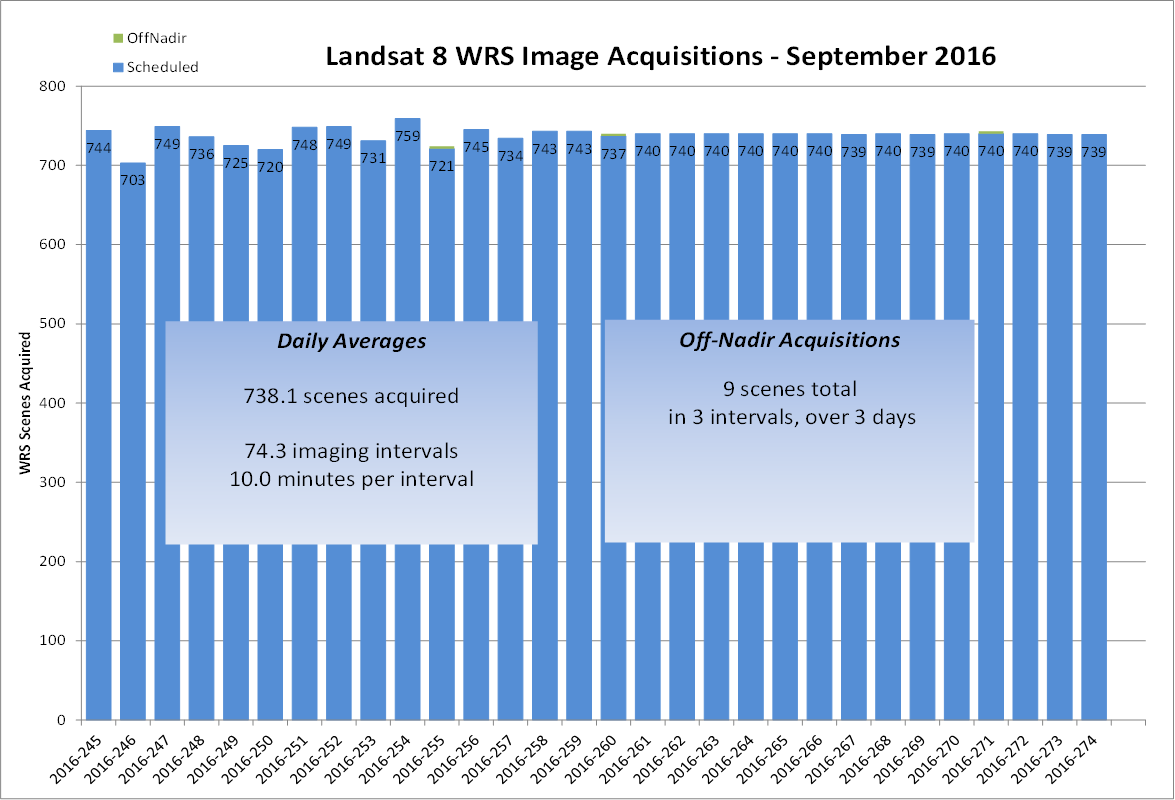 OffNadir
Scheduled
Landsat 8 WRS Image Acquisitions - September 2016
WRS Scenes Acquired
800
700
600
500
400
300
200
100
0
744 703 749 736 725 720 748 749 731 759 721 745 734 743 743 737 740 740 740 740 740 740 739 740 739 740 740 740 739 739
Daily Averages
738.1 scenes acquired
74.3 imaging intervals
10.0 minutes per interval
Off-Nadir Acquisitions
9 scenes total
in 3 intervals, over 3 days
2016-245 2016-246 2016-247 2016-248 2016-249 2016-250 2016-251 2016-252 2016-253 2016-254 2016-255 2016-256 2016-257 2016-258 2016-259 2016-260 2016-261 2016-262 2016-263 2016-264 2016-265 2016-266 2016-267 2016-268 2016-269 2016-270 2016-271 2016-272 2016-273 2016-274